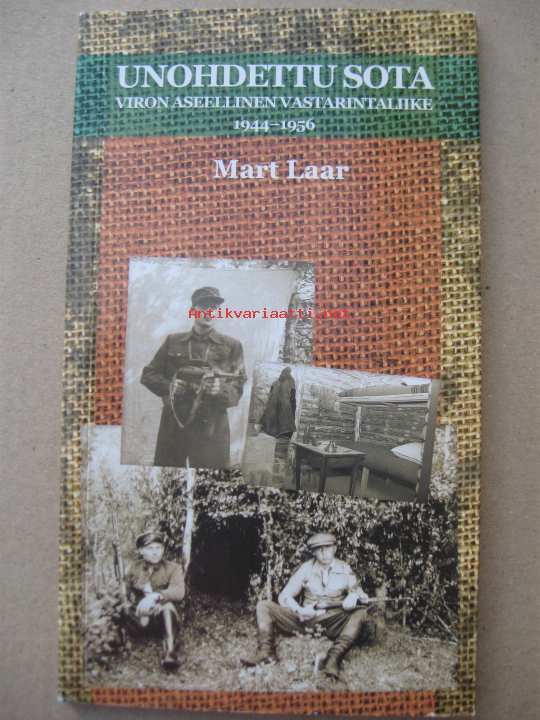 UNOHDETTU SOTA
VIRON ASEELLINEN VASTARINTALIIKE
1944–1956
Mart Laar
Antikvariaatti.net